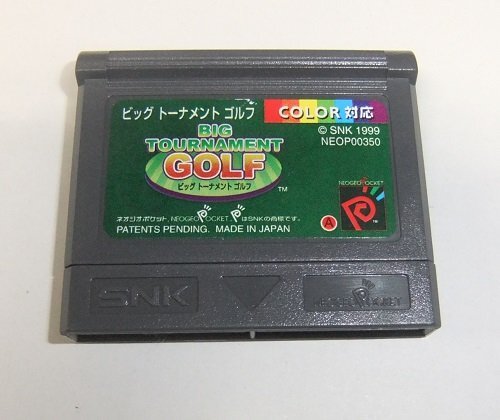 ビッグ トーナメント ゴルフ
COLOR 対応
© SNK 1999
NEOP00350
BIG
TOURNAMENT
GOLF
ビッグ トーナメント ゴルフ
TM
NEOGEO POCKET
TM
A
ネオジオポケット、NEOGEO POCKET、PはSNKの商標です。
PATENTS PENDING. MADE IN JAPAN
SNK
NEOGEO POCKET